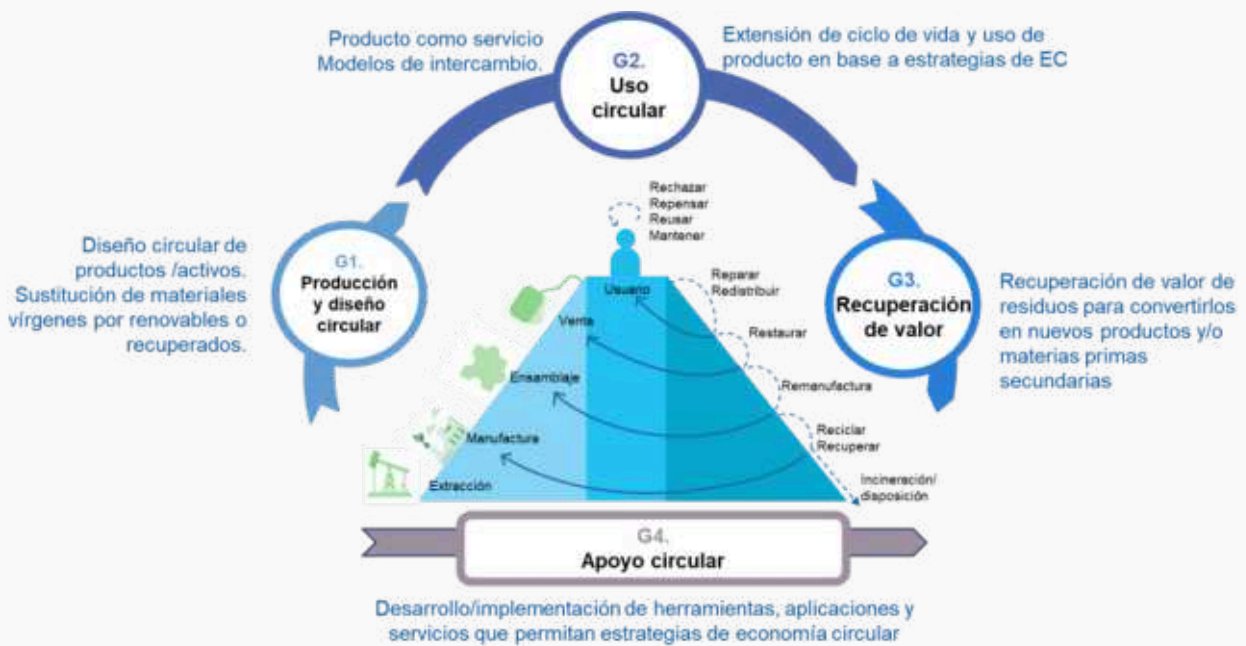 Producto como servicio
Modelos de intercambio.
G2.
Uso
circular
Extensión de ciclo de vida y uso de
producto en base a estrategias de EC
Diseño circular de
productos /activos.
Sustitución de materiales
vírgenes por renovables o
recuperados.
G1.
Producción
y diseño
circular
Rechazar
Repensar
Reusar
Mantener
Usuario
Reparar
Redistribuir
Venta
Restaurar
Ensamblaje
Remanufactura
Manufactura
Reciclar
Recuperar
Extracción
Incineración/
disposición
G3.
Recuperación
de valor
Recuperación de valor de
residuos para convertirlos
en nuevos productos y/o
materias primas
secundarias
G4.
Apoyo circular
Desarrollo/implementación de herramientas, aplicaciones y
servicios que permitan estrategias de economía circular